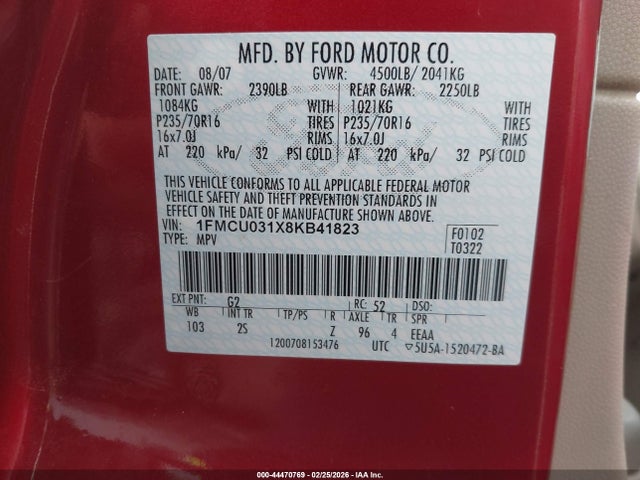 MFD. BY FORD MOTOR CO.
DATE: 08/07 GVWR: 4500LB/ 2041KG
FRONT GAWR: 2390LB REAR GAWR: 2250LB
1084KG WITH 1021KG WITH
P235/70R16 TIRES P235/70R16 TIRES
16x7.0J RIMS 16x7.0J RIMS
AT 220 kPa/ 32 PSI COLD AT 220 kPa/ 32 PSI COLD
THIS VEHICLE CONFORMS TO ALL APPLICABLE FEDERAL MOTOR
VEHICLE SAFETY AND THEFT PREVENTION STANDARDS IN
EFFECT ON THE DATE OF MANUFACTURE SHOWN ABOVE.
VIN: 1FMCU031X8KB41823 F0102
TYPE: MPV T0322
EXT PNT: G2 RC: 52 DSO:
WB INT TR TP/PS R AXLE TR SPR
103 2S Z 96 4 EEAA
1200708153476 UTC ▽5U5A-1520472-BA
000-44470769 - 02/25/2026 - IAA Inc.